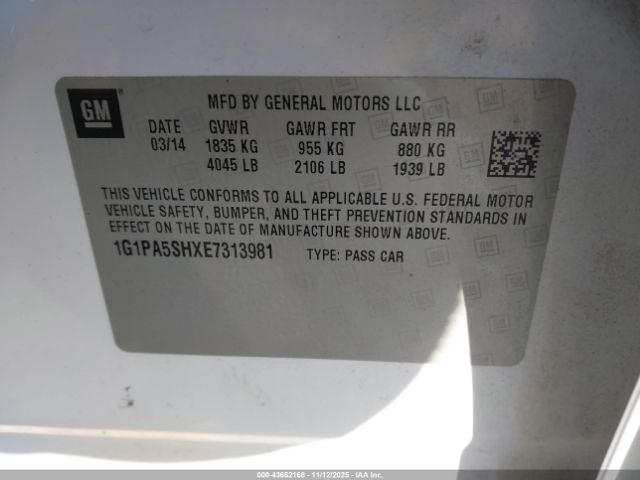 GM
MFD BY GENERAL MOTORS LLC
DATE GVWR GAWR FRT GAWR RR
03/14 1835 KG 955 KG 880 KG
4045 LB 2106 LB 1939 LB
THIS VEHICLE CONFORMS TO ALL APPLICABLE U.S. FEDERAL MOTOR
VEHICLE SAFETY, BUMPER, AND THEFT PREVENTION STANDARDS IN
EFFECT ON THE DATE OF MANUFACTURE SHOWN ABOVE.
1G1PA5SHXE7313981 TYPE: PASS CAR
000-43662168 - 11/12/2025 - IAAI, Inc.